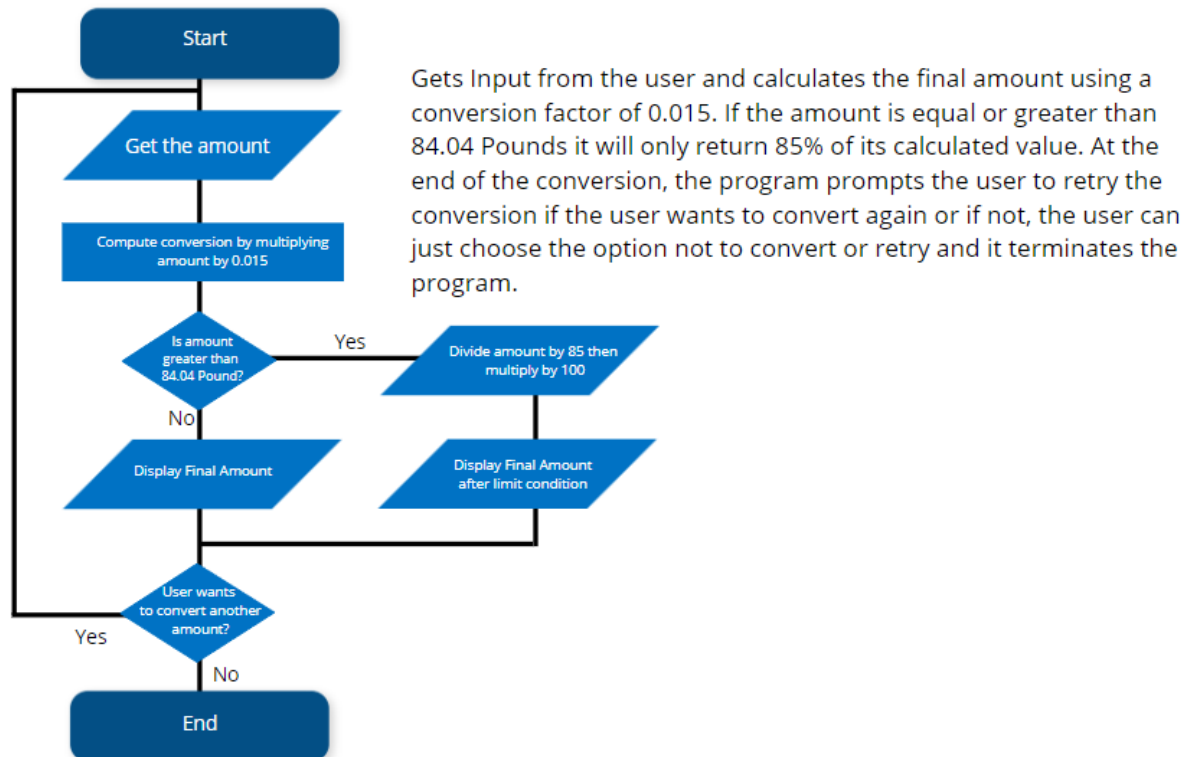 Start
Gets Input from the user and calculates the final amount using a
conversion factor of 0.015. If the amount is equal or greater than
84.04 Pounds it will only return 85% of its calculated value. At the
end of the conversion, the program prompts the user to retry the
conversion if the user wants to convert again or if not, the user can
just choose the option not to convert or retry and it terminates the
program.
Get the amount
Compute conversion by multiplying
amount by 0.015
Is amount
greater than
84.04 Pound?
Yes
Divide amount by 85 then
multiply by 100
No
Display Final Amount
Display Final Amount
after limit condition
User wants
to convert another
amount?
Yes
No
End